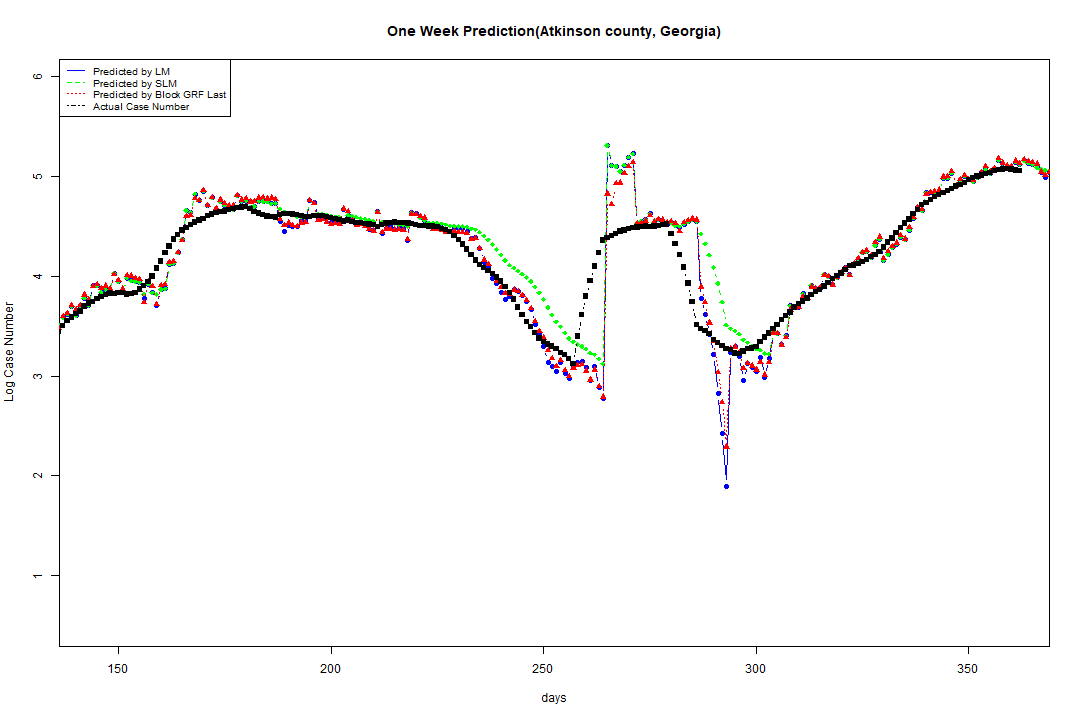 One Week Prediction(Atkinson county, Georgia)
Predicted by LM
Predicted by SLM
Predicted by Block GRF Last
Actual Case Number
6
5
4
3
2
1
Log Case Number
150
200
250
300
350
days